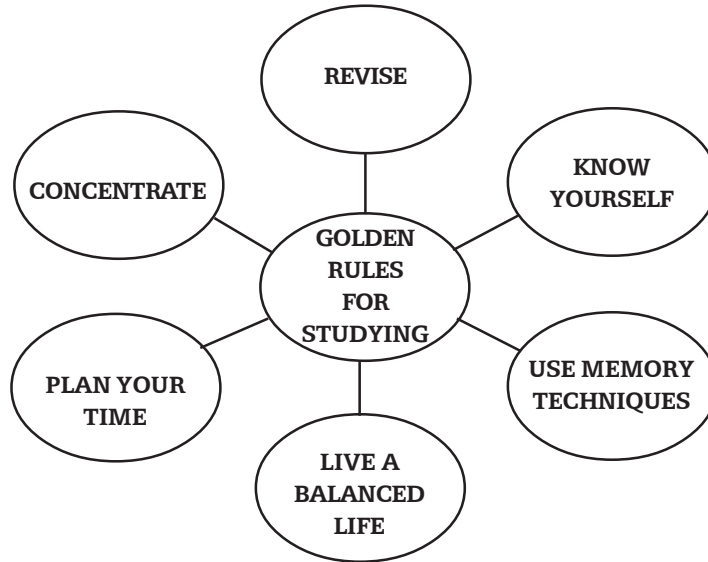 REVISE
KNOW
YOURSELF
CONCENTRATE
GOLDEN
RULES
FOR
STUDYING
USE MEMORY
TECHNIQUES
PLAN YOUR
TIME
LIVE A
BALANCED
LIFE